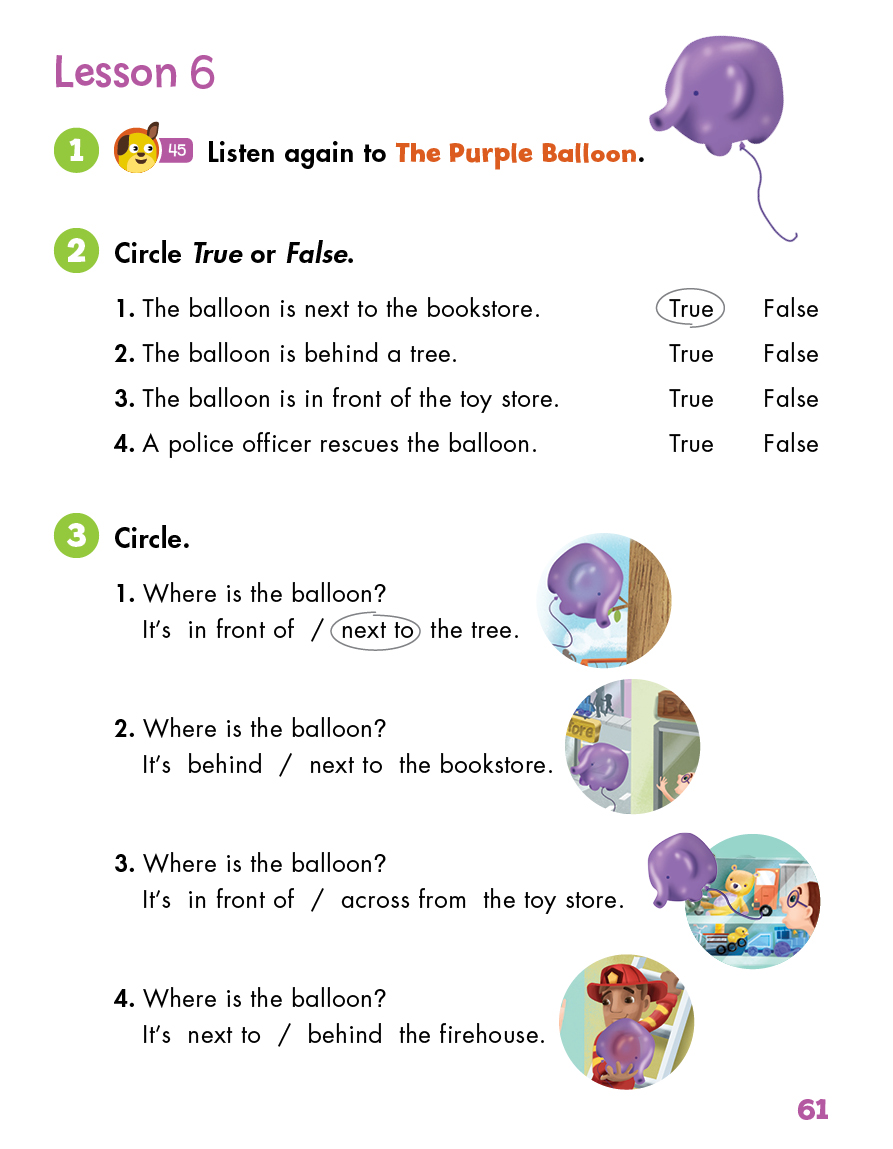 Lesson 6
1 45 Listen again to The Purple Balloon.
2 Circle True or False.
1. The balloon is next to the bookstore. True False
2. The balloon is behind a tree. True False
3. The balloon is in front of the toy store. True False
4. A police officer rescues the balloon. True False
3 Circle.
1. Where is the balloon?
It's in front of / next to the tree.
2. Where is the balloon?
It's behind / next to the bookstore.
3. Where is the balloon?
It's in front of / across from the toy store.
4. Where is the balloon?
It's next to / behind the firehouse.
61